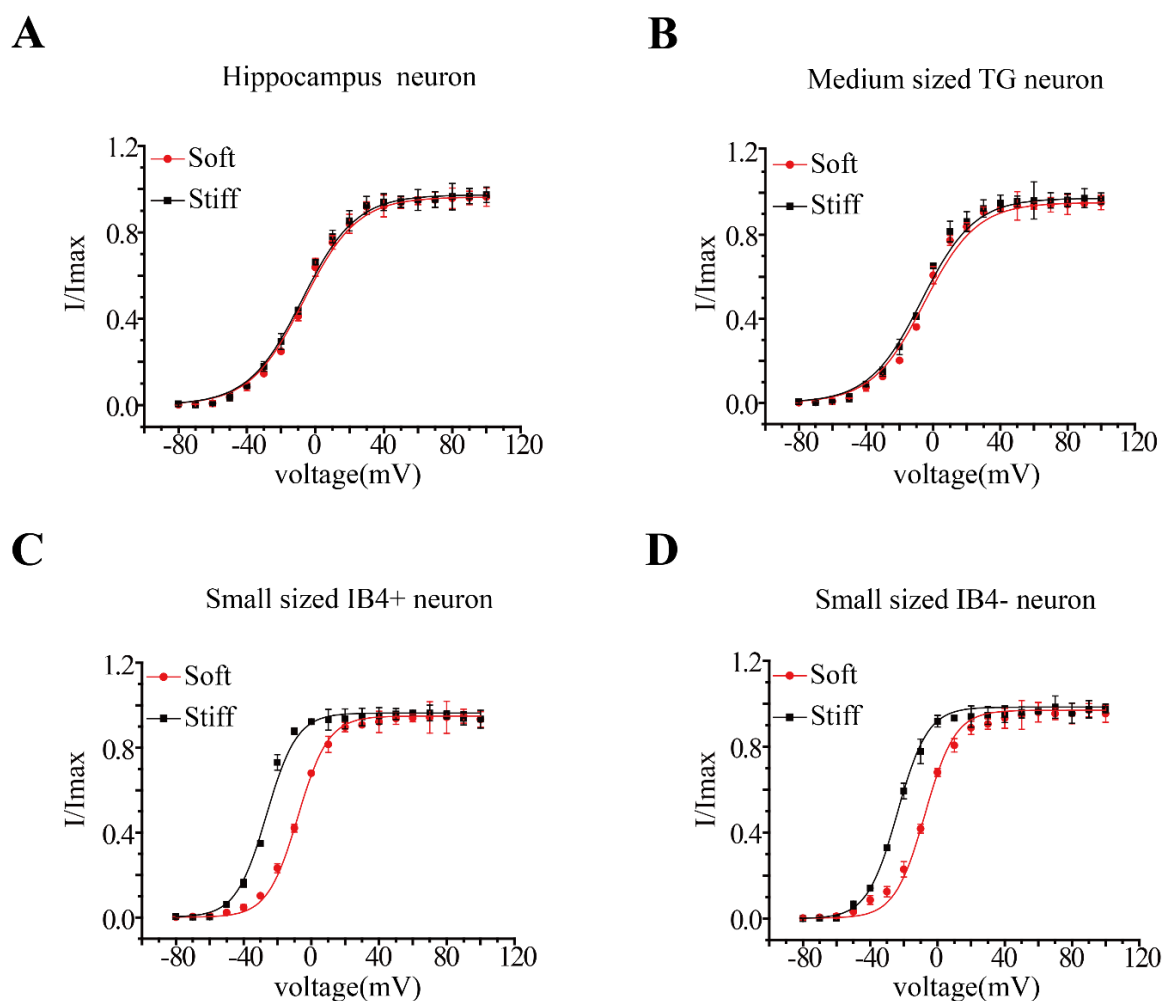 A
Hippocampus neuron
1.2
Soft
Stiff
0.8
I/Imax
0.4
0.0
-80 -40 0 40 80 120
voltage(mV)
B
Medium sized TG neuron
1.2
Soft
Stiff
0.8
I/Imax
0.4
0.0
-80 -40 0 40 80 120
voltage(mV)
C
Small sized IB4+ neuron
1.2
Soft
Stiff
0.8
I/Imax
0.4
0.0
-80 -40 0 40 80 120
voltage(mV)
D
Small sized IB4- neuron
1.2
Soft
Stiff
0.8
I/Imax
0.4
0.0
-80 -40 0 40 80 120
voltage(mV)